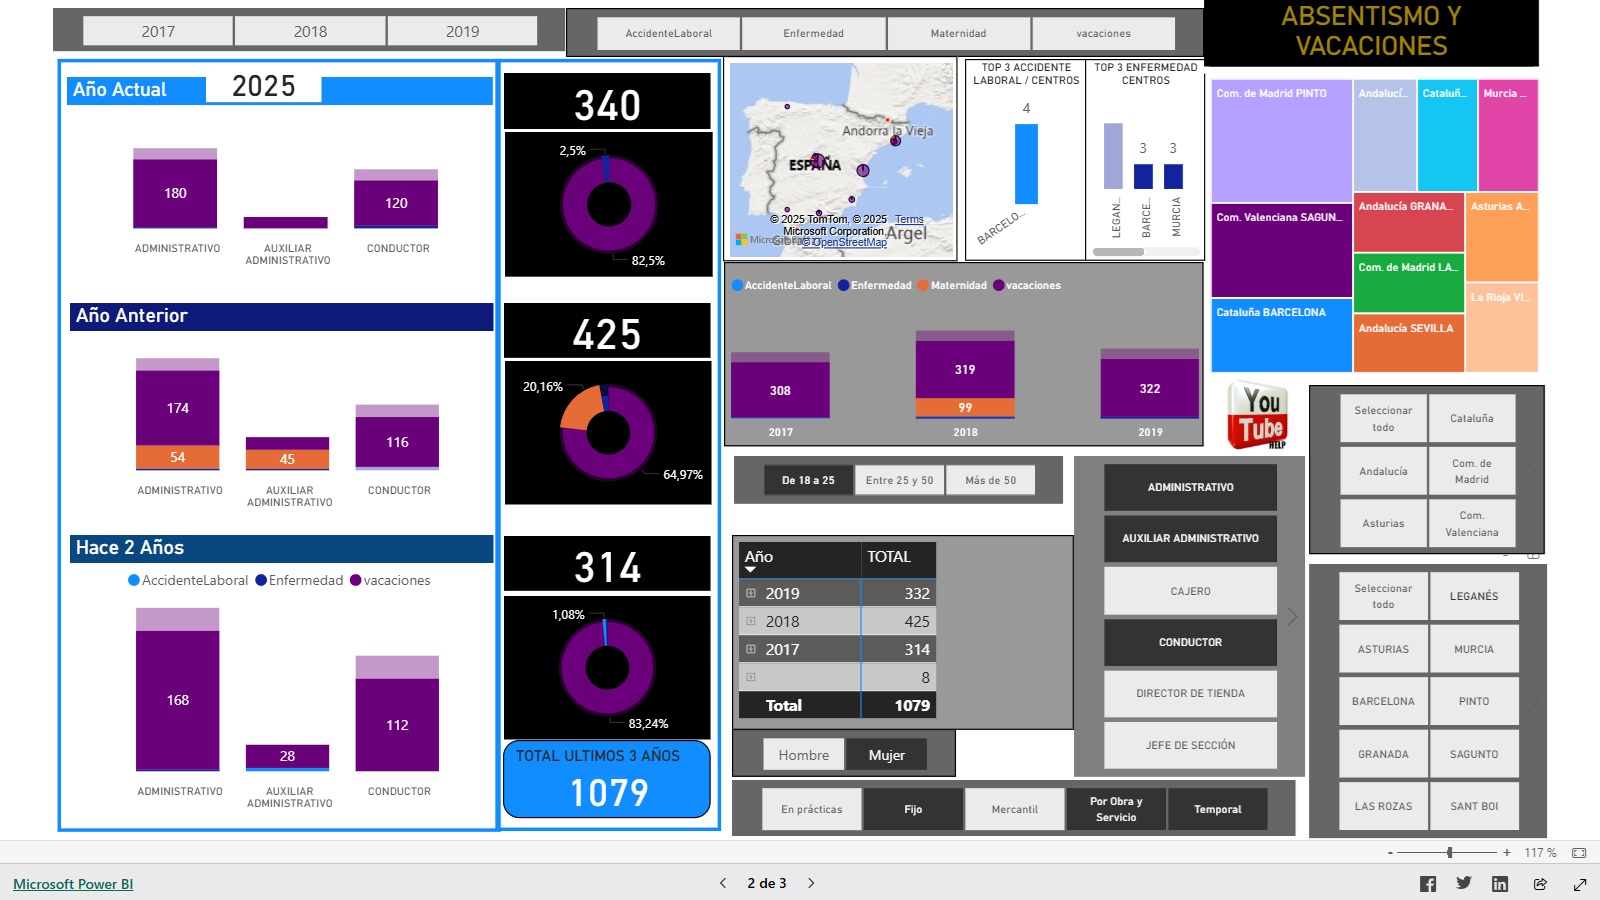 2017
2018
2019
AccidenteLaboral
Enfermedad
Maternidad
vacaciones
ABSENTISMO Y
VACACIONES
Año Actual
2025
180
120
ADMINISTRATIVO
AUXILIAR
ADMINISTRATIVO
CONDUCTOR
340
2,5%
82,5%
Año Anterior
174
54
45
116
ADMINISTRATIVO
AUXILIAR
ADMINISTRATIVO
CONDUCTOR
425
20,16%
64,97%
Hace 2 Años
AccidenteLaboral
Enfermedad
vacaciones
168
28
112
ADMINISTRATIVO
AUXILIAR
ADMINISTRATIVO
CONDUCTOR
314
1,08%
83,24%
TOTAL ULTIMOS 3 AÑOS
1079
Andorra la Vieja
ESPAÑA
Argel
© 2025 TomTom, © 2025 Terms
Microsoft Corporation,
© OpenStreetMap
TOP 3 ACCIDENTE
LABORAL / CENTROS
4
BARCELO...
TOP 3 ENFERMEDAD
CENTROS
3
3
LEGAN...
BARCE...
MURCIA
AccidenteLaboral
Enfermedad
Maternidad
vacaciones
308
319
99
322
2017
2018
2019
Com. de Madrid PINTO
Andalucí...
Cataluñ...
Murcia ...
Com. Valenciana SAGUN...
Andalucía GRANA...
Asturias A...
Com. de Madrid LA...
La Rioja VI...
Cataluña BARCELONA
Andalucía SEVILLA
You
Tube
HELP
De 18 a 25
Entre 25 y 50
Más de 50
Año
TOTAL
2019
332
2018
425
2017
314
8
Total
1079
Hombre
Mujer
En prácticas
Fijo
Mercantil
Por Obra y
Servicio
Temporal
ADMINISTRATIVO
AUXILIAR ADMINISTRATIVO
CAJERO
CONDUCTOR
DIRECTOR DE TIENDA
JEFE DE SECCIÓN
Seleccionar
todo
Cataluña
Andalucía
Com. de
Madrid
Asturias
Com.
Valenciana
Seleccionar
todo
LEGANÉS
ASTURIAS
MURCIA
BARCELONA
PINTO
GRANADA
SAGUNTO
LAS ROZAS
SANT BOI
- + 117 %
Microsoft Power BI
2 de 3